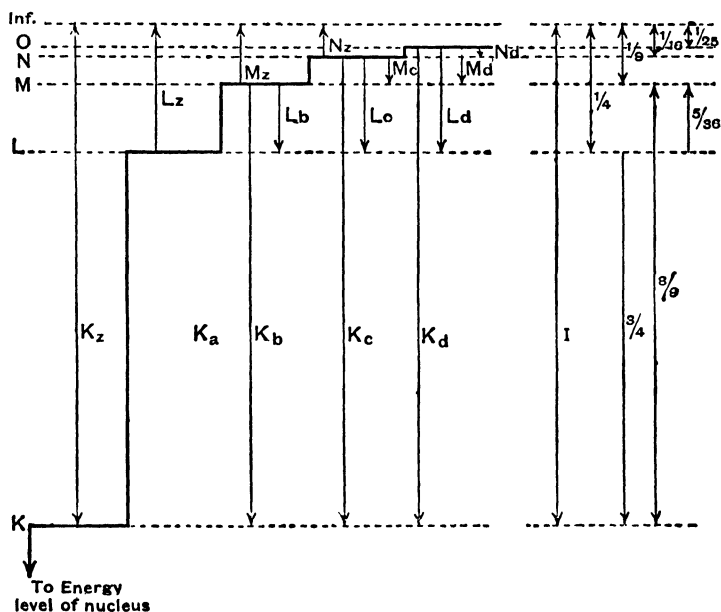 Inf.
O
N
M
L
K
Nz
Nd
Mz
Mc
Md
Lz
Lb
Lo
Ld
Kz
Ka
Kb
Kc
Kd
1/9
1/16
1/25
1/4
5/36
8/9
I
3/4
To Energy
level of nucleus